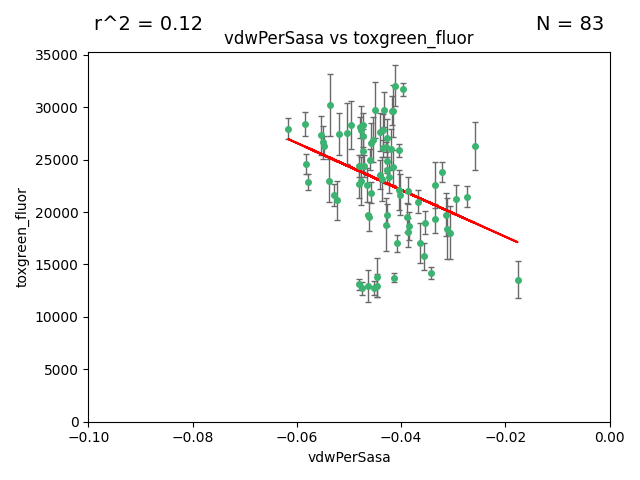 r^2 = 0.12
N = 83
vdwPerSasa vs toxgreen_fluor
35000
30000
25000
20000
15000
10000
5000
0
toxgreen_fluor
−0.10
−0.08
−0.06
−0.04
−0.02
0.00
vdwPerSasa